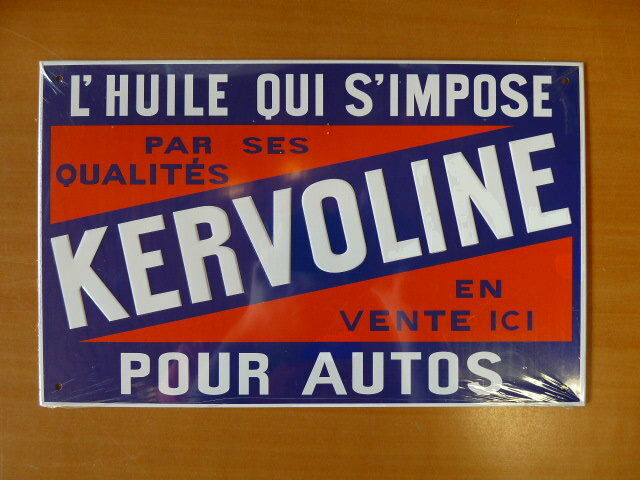 L'HUILE QUI S'IMPOSE
PAR SES
QUALITÉS
KERVOLINE
EN
VENTE ICI
POUR AUTOS